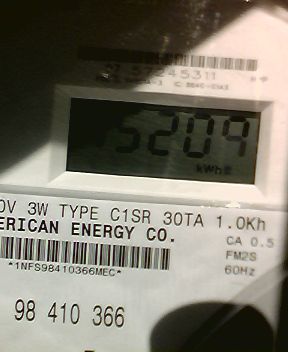 5209
kWh
0V 3W TYPE C1SR 30TA 1.0Kh
ERICAN ENERGY CO.
CA 0.5
FM2S
60Hz
*1NFS98410366MEC*
98 410 366